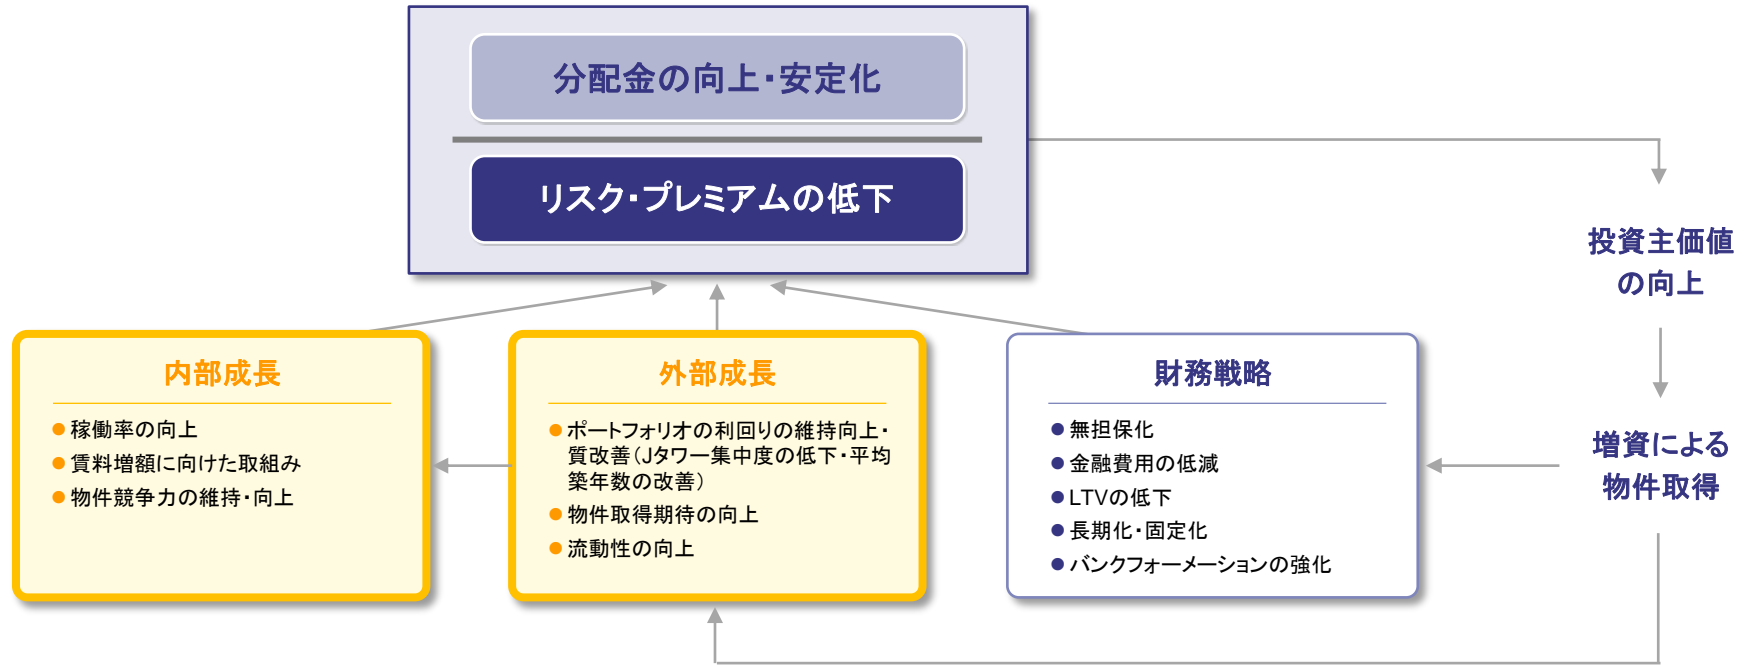 分配金の向上・安定化
リスク・プレミアムの低下
投資主価値
の向上
内部成長
● 稼働率の向上
● 賃料増額に向けた取組み
● 物件競争力の維持・向上
外部成長
● ポートフォリオの利回りの維持向上・
質改善（Jタワー集中度の低下・平均
築年数の改善）
● 物件取得期待の向上
● 流動性の向上
財務戦略
● 無担保化
● 金融費用の低減
● LTVの低下
● 長期化・固定化
● バンクフォーメーションの強化
増資による
物件取得